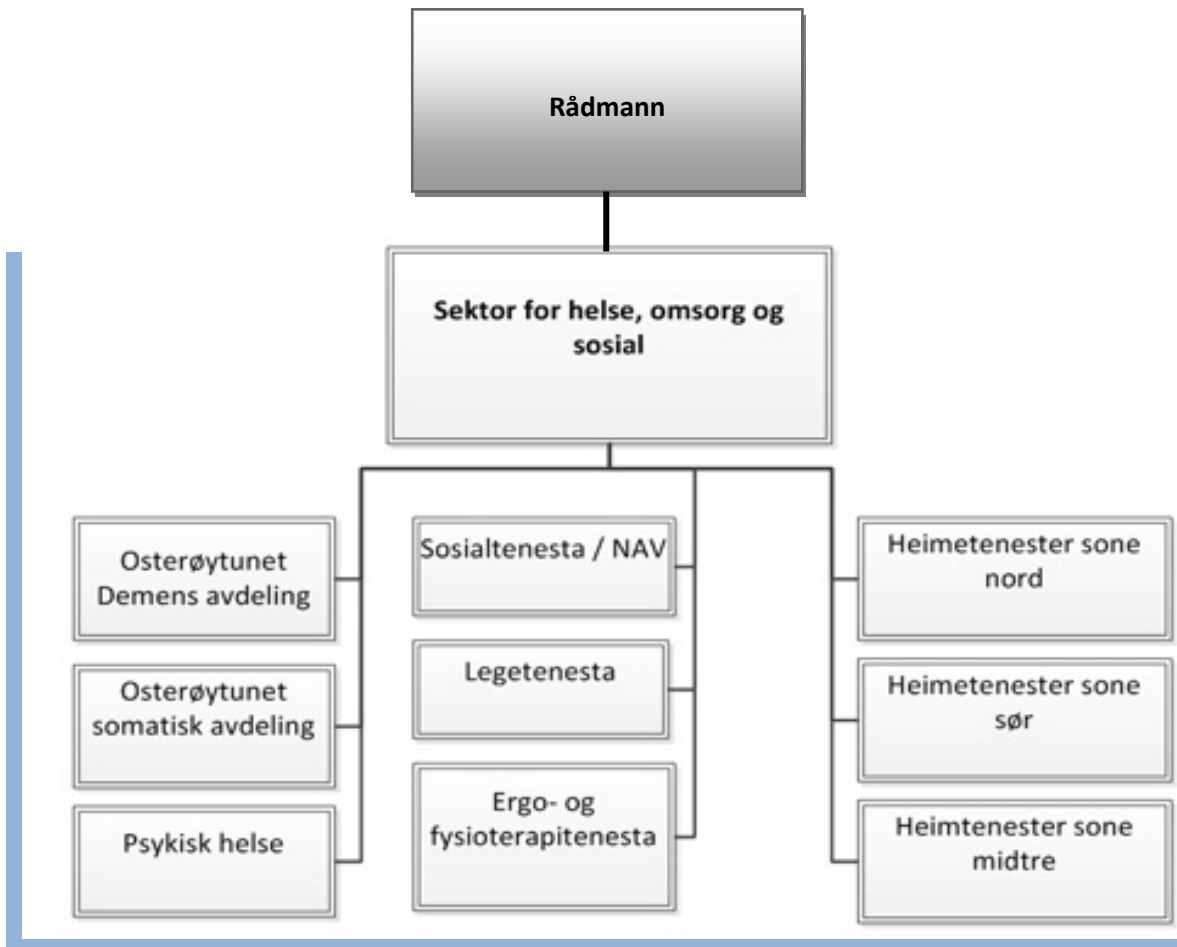 Rådmann
Sektor for helse, omsorg og
sosial
Osterøytunet
Demens avdeling
Osterøytunet
somatisk avdeling
Psykisk helse
Sosialtenesta / NAV
Legetenesta
Ergo- og
fysioterapitenesta
Heimetenester sone
nord
Heimetenester sone
sør
Heimtenester sone
midtre